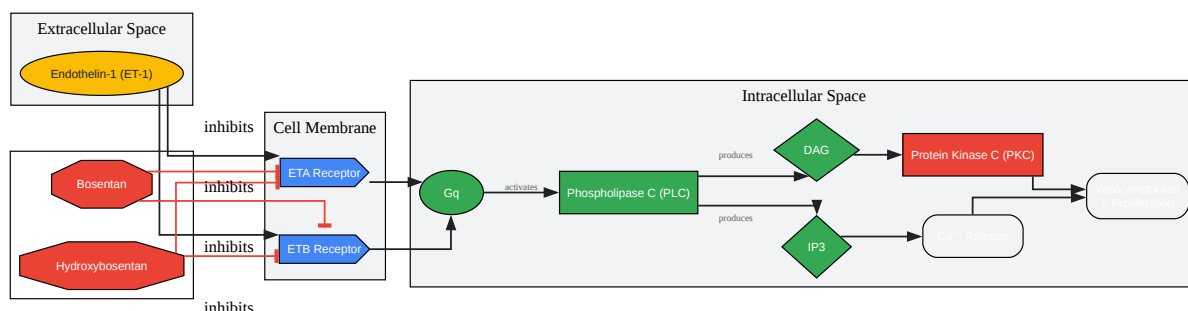 Extracellular Space
Endothelin-1 (ET-1)
Intracellular Space
inhibits
Cell Membrane
Bosentan
inhibits
ETA Receptor
Hydroxybosentan
inhibits
ETB Receptor
inhibits
Gq
activates
Phospholipase C (PLC)
produces
produces
DAG
IP3
Protein Kinase C (PKC)
Ca²⁺ Release
Vasoconstriction
& Proliferation